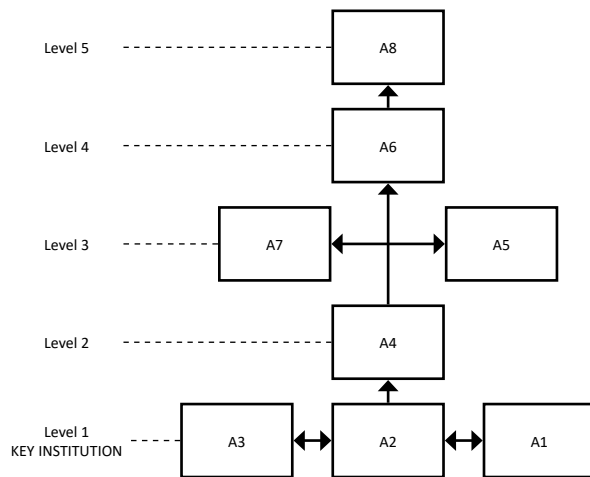 Level 5
A8
Level 4
A6
Level 3
A7
A5
Level 2
A4
Level 1
KEY INSTITUTION
A3
A2
A1